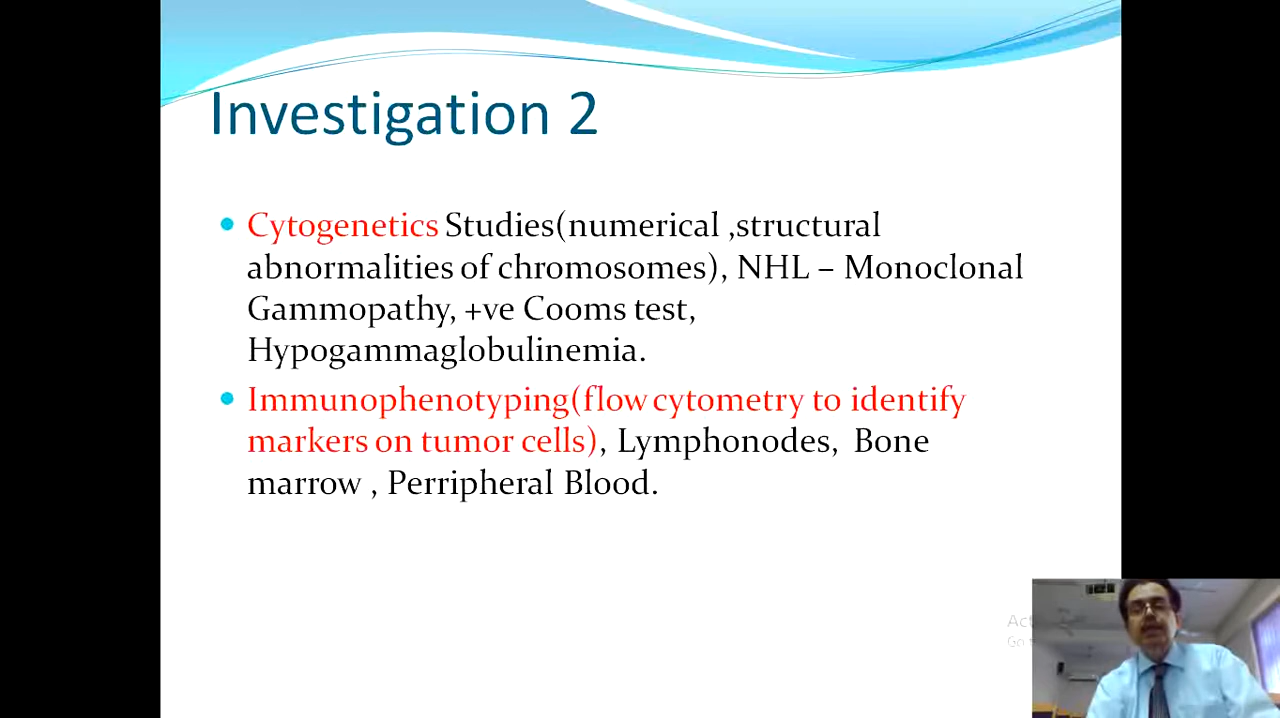 Investigation 2
Cytogenetics Studies(numerical ,structural
abnormalities of chromosomes), NHL – Monoclonal
Gammopathy, +ve Cooms test,
Hypogammaglobulinemia.
Immunophenotyping(flow cytometry to identify
markers on tumor cells), Lymphonodes, Bone
marrow , Perripheral Blood.